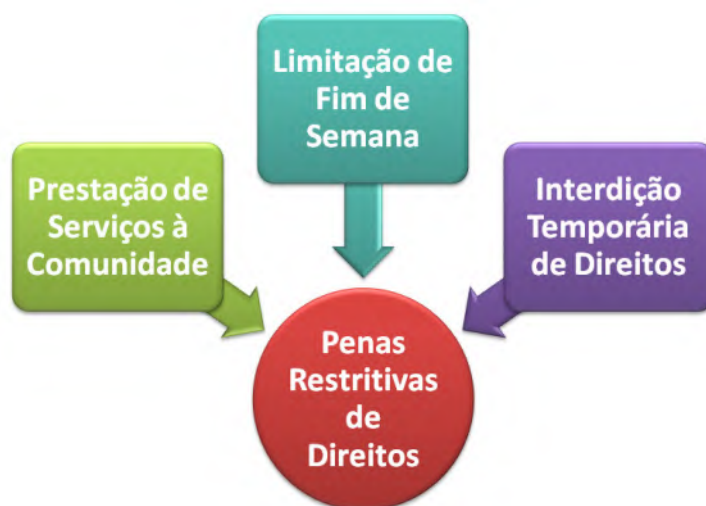 Limitação de
Fim de
Semana
Prestação de
Serviços à
Comunidade
Interdição
Temporária
de Direitos
Penas
Restritivas
de
Direitos